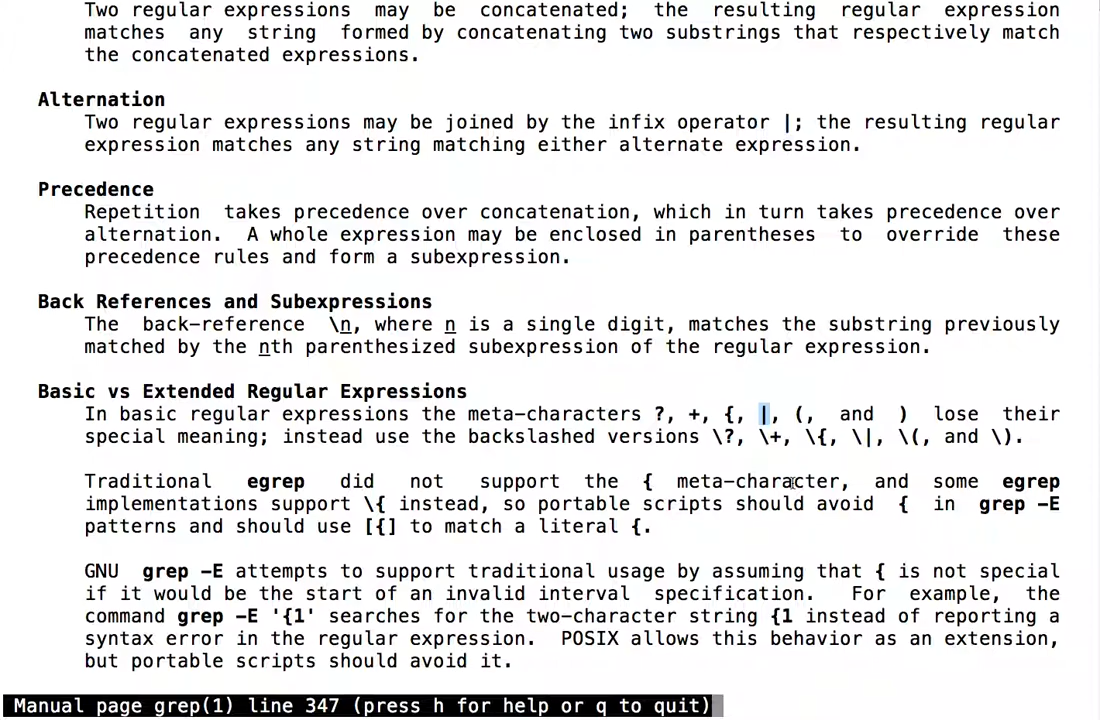 Two regular expressions may be concatenated; the resulting regular expression
matches any string formed by concatenating two substrings that respectively match
the concatenated expressions.
Alternation
Two regular expressions may be joined by the infix operator |; the resulting regular
expression matches any string matching either alternate expression.
Precedence
Repetition takes precedence over concatenation, which in turn takes precedence over
alternation. A whole expression may be enclosed in parentheses to override these
precedence rules and form a subexpression.
Back References and Subexpressions
The back-reference \n, where n is a single digit, matches the substring previously
matched by the nth parenthesized subexpression of the regular expression.
Basic vs Extended Regular Expressions
In basic regular expressions the meta-characters ?, +, {, |, (, and ) lose their
special meaning; instead use the backslashed versions \?, \+, \{, \|, \(, and \).
Traditional egrep did not support the { meta-character, and some egrep
implementations support \{ instead, so portable scripts should avoid { in grep -E
patterns and should use [{] to match a literal {.
GNU grep -E attempts to support traditional usage by assuming that { is not special
if it would be the start of an invalid interval specification. For example, the
command grep -E '{1' searches for the two-character string {1 instead of reporting a
syntax error in the regular expression. POSIX allows this behavior as an extension,
but portable scripts should avoid it.
Manual page grep(1) line 347 (press h for help or q to quit)